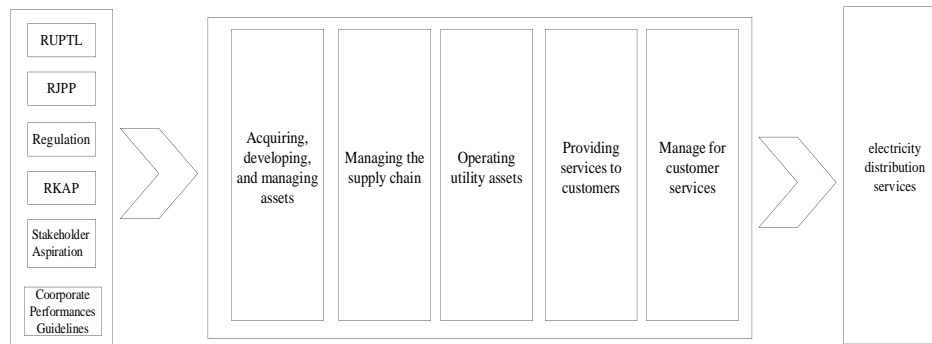 RUPTL
RJPP
Regulation
RKAP
Stakeholder
Aspiration
Coorporate
Performances
Guidelines
Acquiring,
developing,
and managing
assets
Managing the
supply chain
Operating
utility assets
Providing
services to
customers
Manage for
customer
services
electricity
distribution
services